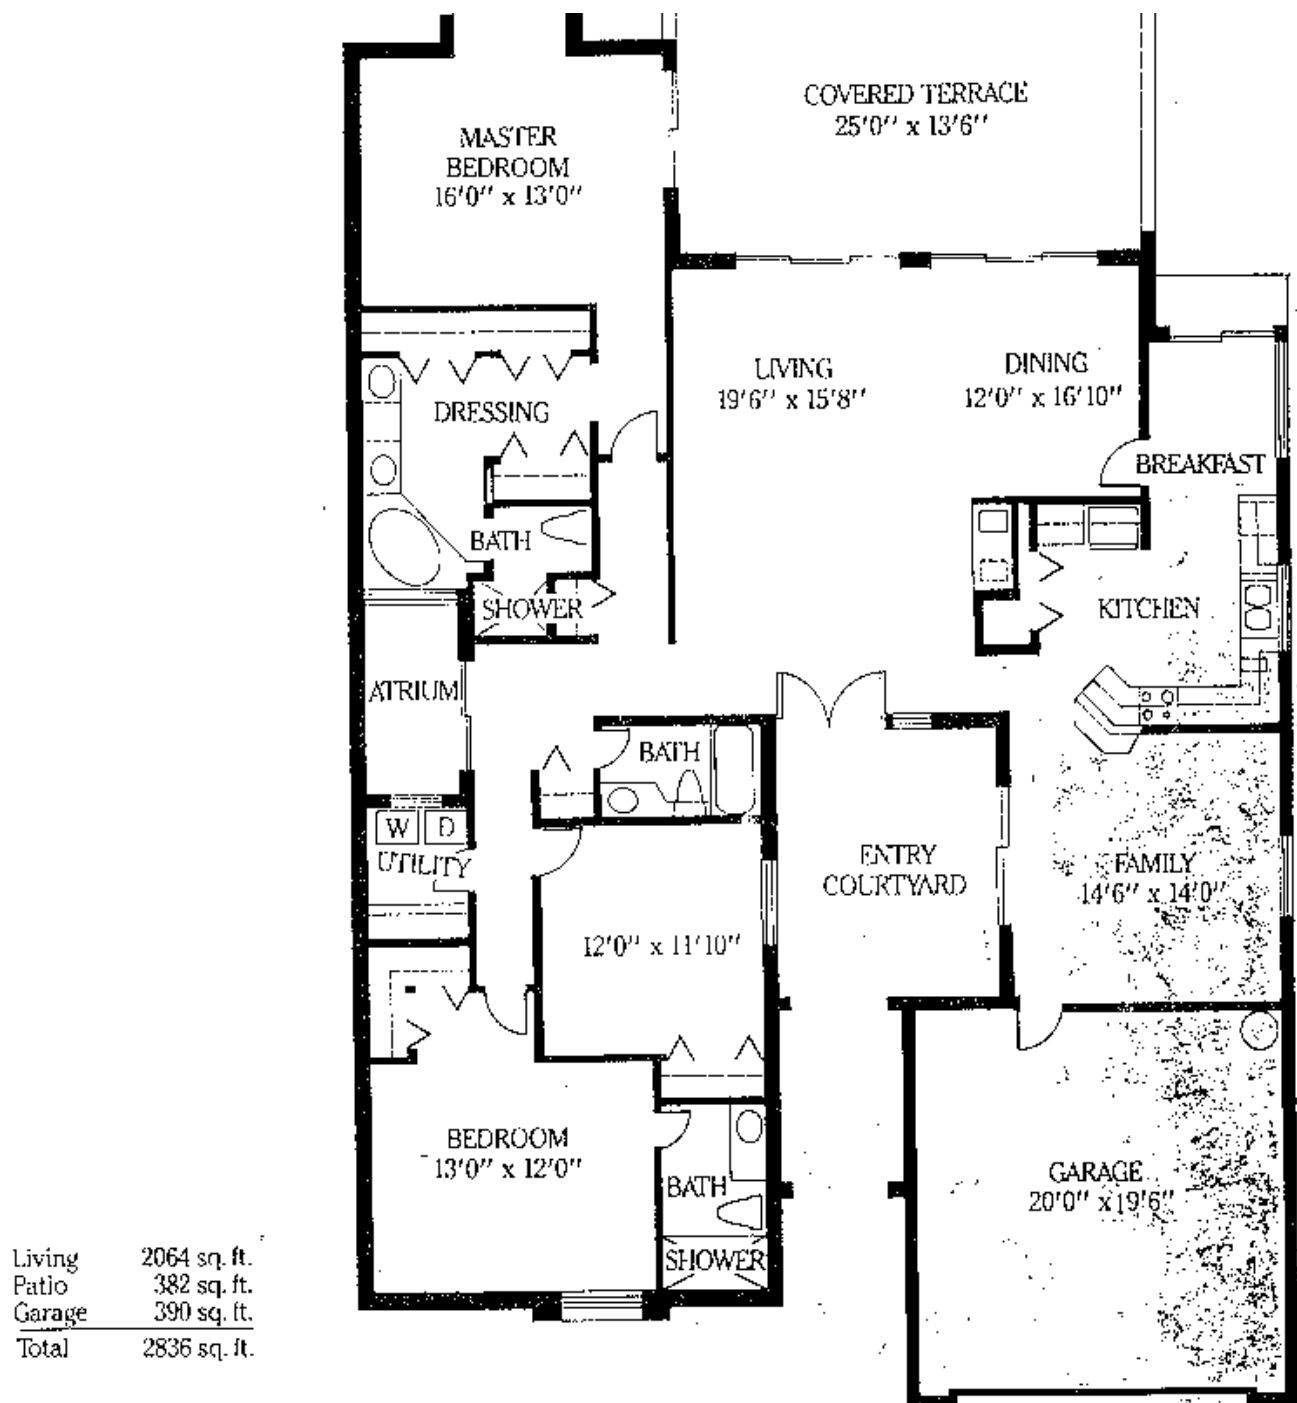 COVERED TERRACE
25'0" x 13'6"
MASTER
BEDROOM
16'0" x 13'0"
LIVING
19'6" x 15'8"
DINING
12'0" x 16'10"
DRESSING
BREAKFAST
BATH
SHOWER
KITCHEN
ATRIUM
BATH
W D
UTILITY
ENTRY
COURTYARD
FAMILY
14'6" x 14'0"
12'0" x 11'10"
BEDROOM
13'0" x 12'0"
BATH
SHOWER
GARAGE
20'0" x 19'6"
Living 2064 sq. ft.
Patio 382 sq. ft.
Garage 390 sq. ft.
Total 2836 sq. ft.